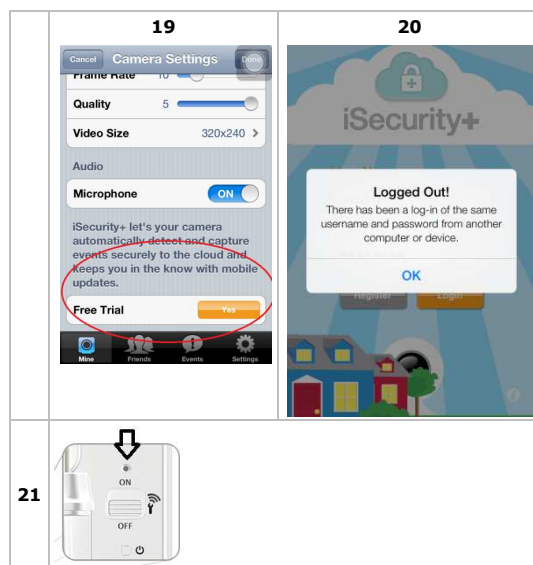 19
20
Cancel
Camera Settings
Done
Frame Rate 10
Quality 5
Video Size 320x240 >
Audio
Microphone ON
iSecurity+ let's your camera
automatically detect and capture
events securely to the cloud and
keeps you in the know with mobile
updates.
Free Trial Yes
Mine Friends Events Settings
iSecurity+
Logged Out!
There has been a log-in of the same
username and password from another
computer or device.
OK
Register Login
21
ON
OFF